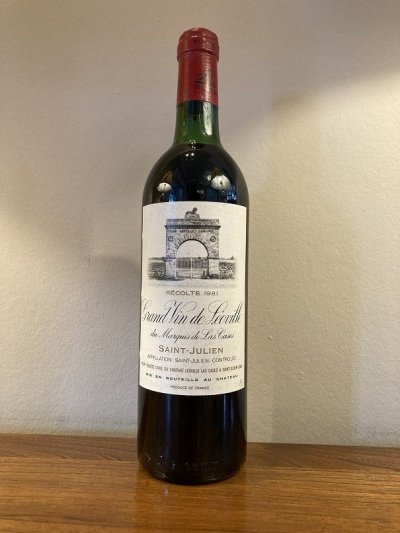 RÉCOLTE 1981
Grand Vin de Léoville
du Marquis de Las Cases
SAINT-JULIEN
APPELLATION SAINT-JULIEN CONTRÔLÉE
MIS EN BOUTEILLE AU CHATEAU
PRODUCE OF FRANCE